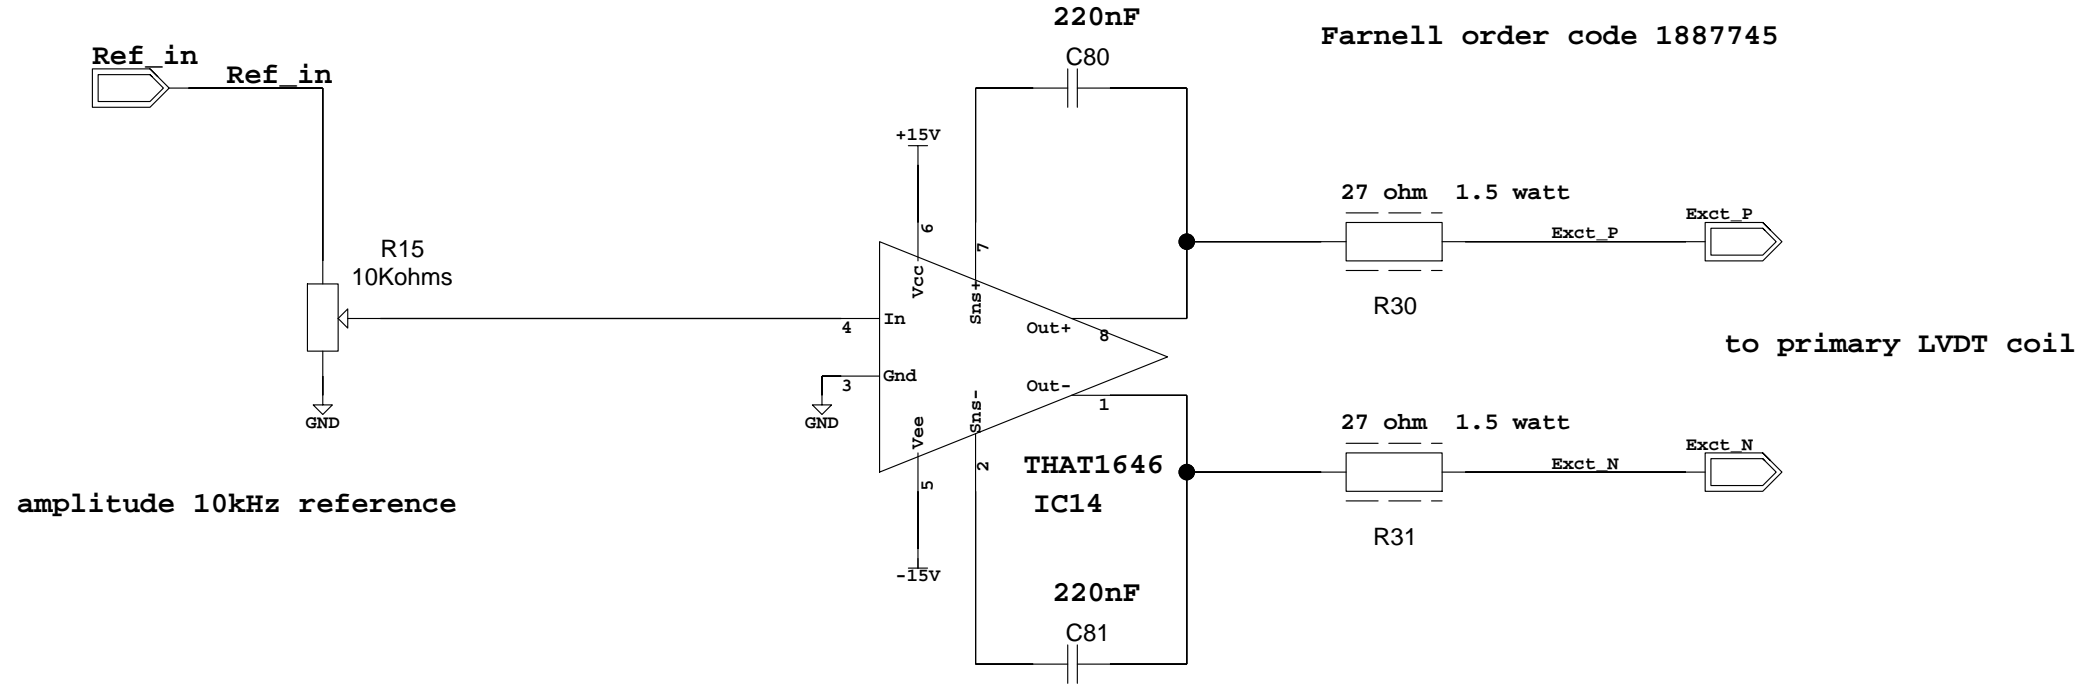 220nF
Farnell order code 1887745
C80
Ref_in
Ref_in
+15V
27 ohm  1.5 watt
Exct_P
Exct_P
6
7
R15
10Kohms
Vcc
Sns+
R30
4
In
Out+
8
to primary LVDT coil
3
Gnd
Out-
1
GND
GND
Vee
Sns-
27 ohm  1.5 watt
Exct_N
Exct_N
2
THAT1646
5
IC14
amplitude 10kHz reference
R31
-15V
220nF
C81